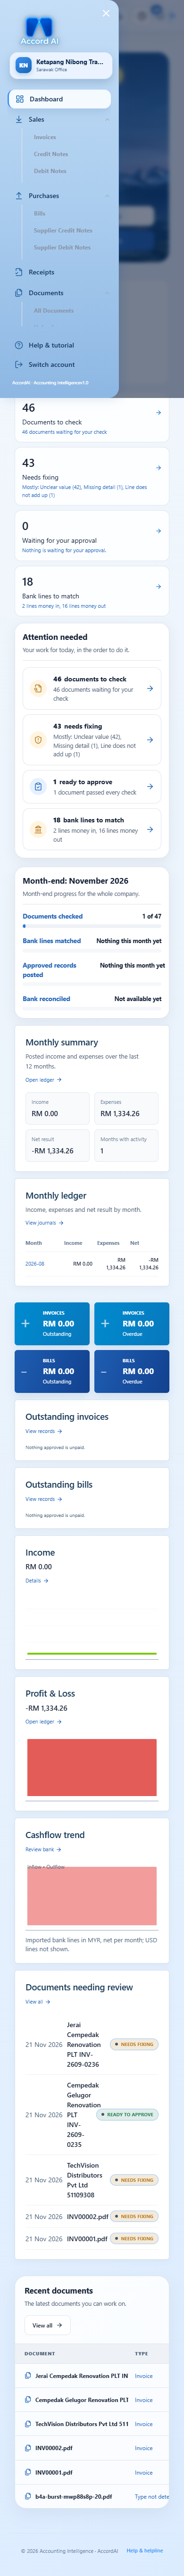 Accord AI
KN
Ketapang Nibong Tra...
Sarawak Office
Dashboard
Sales
Invoices
Credit Notes
Debit Notes
Purchases
Bills
Supplier Credit Notes
Supplier Debit Notes
Receipts
Documents
All Documents
Help & tutorial
Switch account
AccordAI · Accounting Intelligence1.0
46
Documents to check
46 documents waiting for your check
43
Needs fixing
Mostly: Unclear value (42), Missing detail (1), Line does
not add up (1)
0
Waiting for your approval
Nothing is waiting for your approval.
18
Bank lines to match
2 lines money in, 16 lines money out
Attention needed
Your work for today, in the order to do it.
46 documents to check
46 documents waiting for your
check
43 needs fixing
Mostly: Unclear value (42),
Missing detail (1), Line does not
add up (1)
1 ready to approve
1 document passed every check
18 bank lines to match
2 lines money in, 16 lines money
out
Month-end: November 2026
Month-end progress for the whole company.
Documents checked 1 of 47
Bank lines matched Nothing this month yet
Approved records Nothing this month yet
posted
Bank reconciled Not available yet
Monthly summary
Posted income and expenses over the last
12 months.
Open ledger
Income Expenses
RM 0.00 RM 1,334.26
Net result Months with activity
-RM 1,334.26 1
Monthly ledger
Income, expenses and net result by month.
View journals
Month Income Expenses Net
2026-08 RM 0.00 RM 1,334.26 -RM 1,334.26
INVOICES
RM 0.00
Outstanding
INVOICES
RM 0.00
Overdue
BILLS
RM 0.00
Outstanding
BILLS
RM 0.00
Overdue
Outstanding invoices
View records
Nothing approved is unpaid.
Outstanding bills
View records
Nothing approved is unpaid.
Income
RM 0.00
Details
Profit & Loss
-RM 1,334.26
Open ledger
Cashflow trend
Review bank
Inflow • Outflow
Imported bank lines in MYR, net per month; USD
lines not shown.
Documents needing review
View all
21 Nov 2026 Jerai Cempedak Renovation PLT INV-2609-0236 NEEDS FIXING
21 Nov 2026 Cempedak Gelugor Renovation PLT INV-2609-0235 READY TO APPROVE
21 Nov 2026 TechVision Distributors Pvt Ltd 51109308 NEEDS FIXING
21 Nov 2026 INV00002.pdf NEEDS FIXING
21 Nov 2026 INV00001.pdf NEEDS FIXING
Recent documents
The latest documents you can work on.
View all
DOCUMENT TYPE
Jerai Cempedak Renovation PLT IN Invoice
Cempedak Gelugor Renovation PLT Invoice
TechVision Distributors Pvt Ltd 511 Invoice
INV00002.pdf Invoice
INV00001.pdf Invoice
b4a-burst-mwp88s8p-20.pdf Type not dete
© 2026 Accounting Intelligence - AccordAI Help & helpline